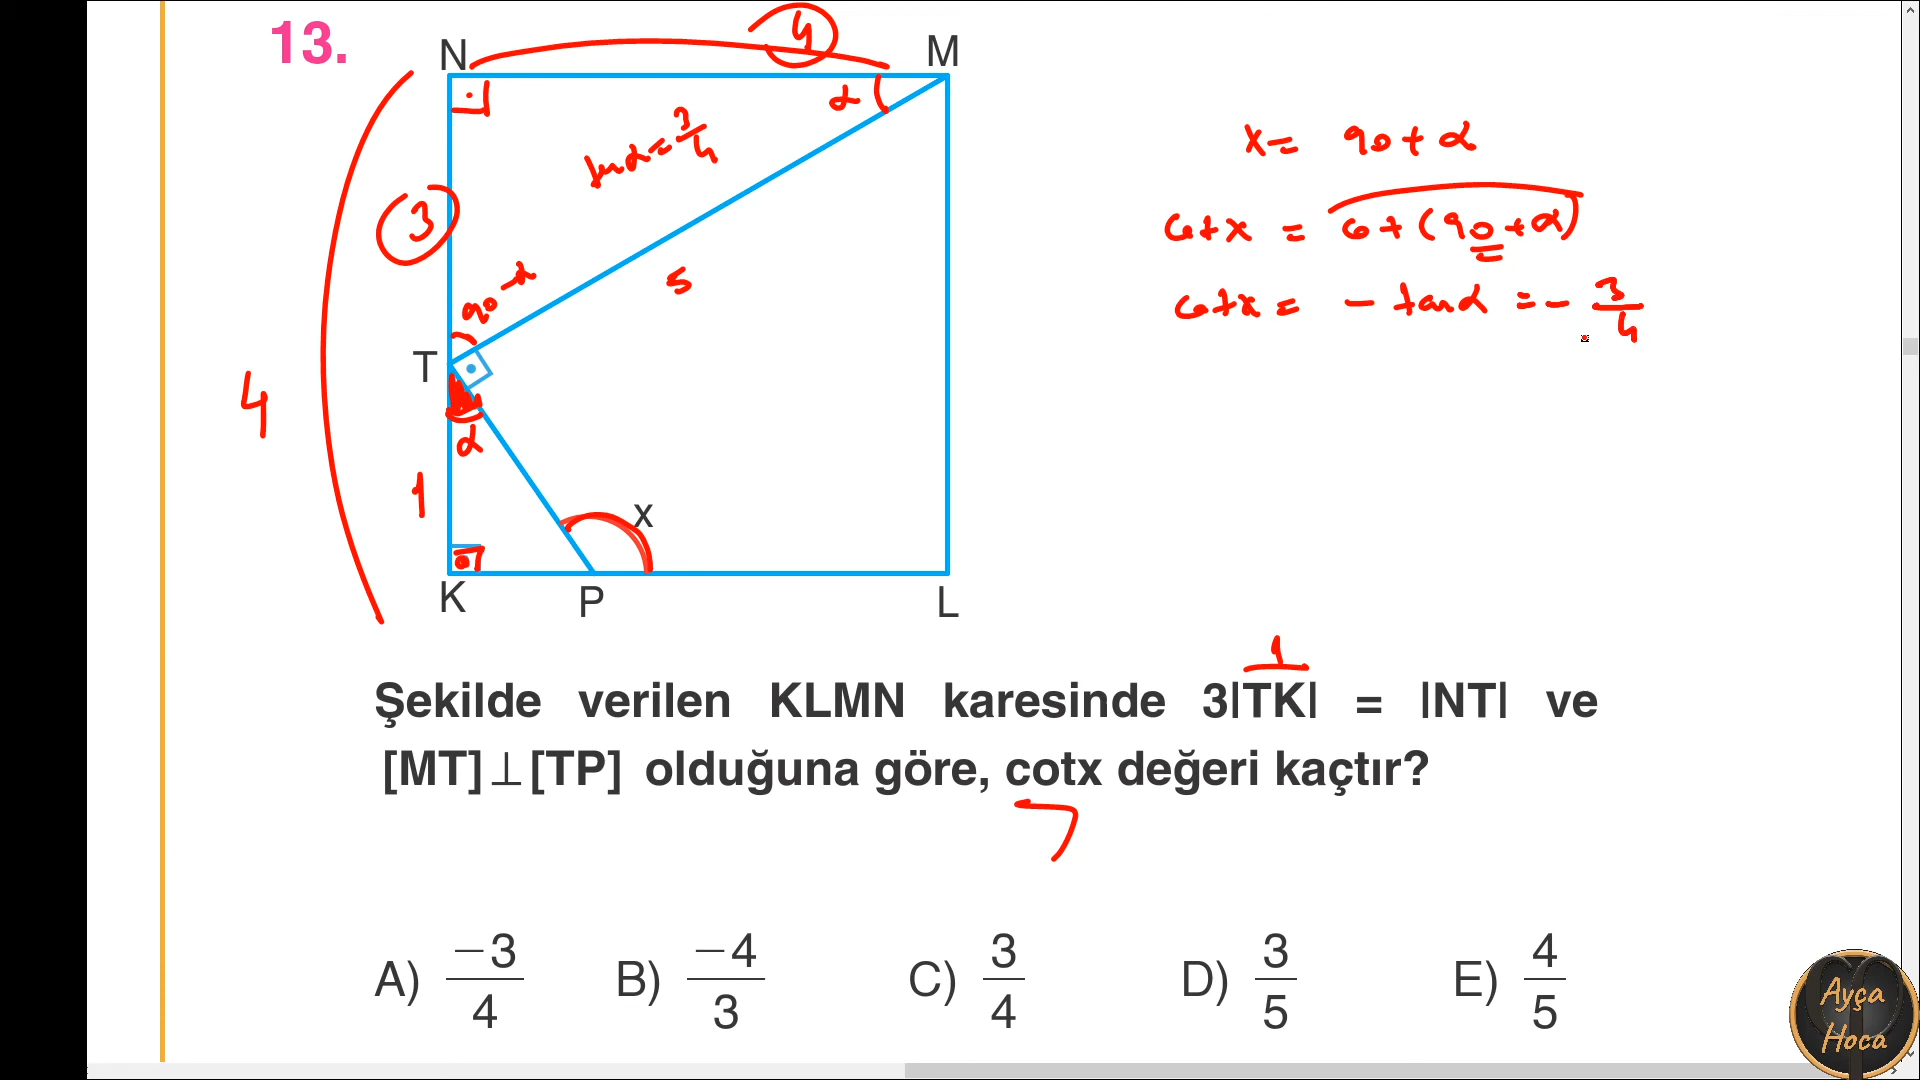 13.
N
4
M
α
tanα = 3/4
3
90-α
5
T
4
α
1
x
K
P
L
x = 90 + α
cotx = cot(90+α)
cotx = - tanα = - 3/4
1
Şekilde verilen KLMN karesinde 3|TK| = |NT| ve
[MT]⊥[TP] olduğuna göre, cotx değeri kaçtır?
A) -3/4 B) -4/3 C) 3/4 D) 3/5 E) 4/5
Ayça
Hoca